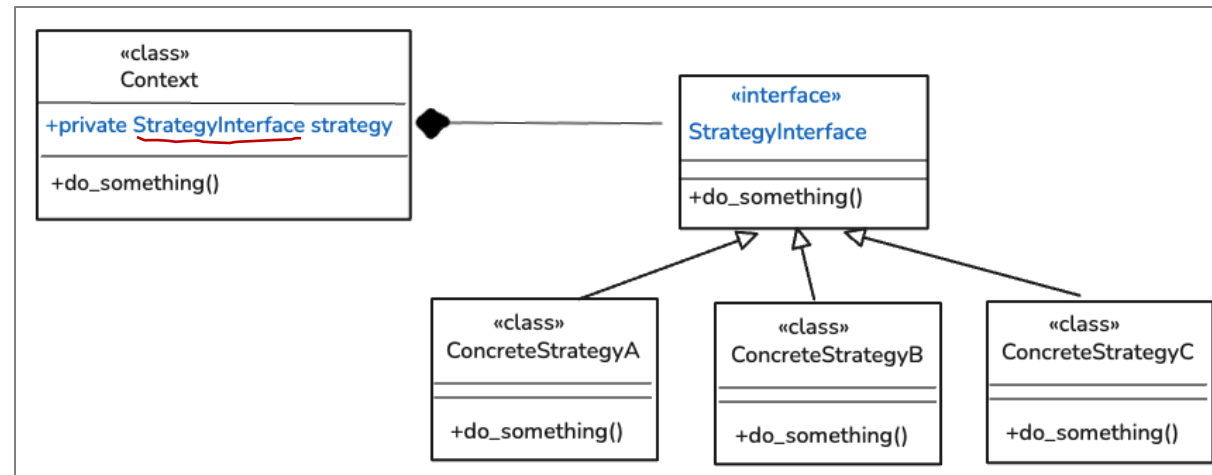 «class»
Context
+private StrategyInterface strategy
+do_something()
«interface»
StrategyInterface
+do_something()
«class»
ConcreteStrategyA
+do_something()
«class»
ConcreteStrategyB
+do_something()
«class»
ConcreteStrategyC
+do_something()